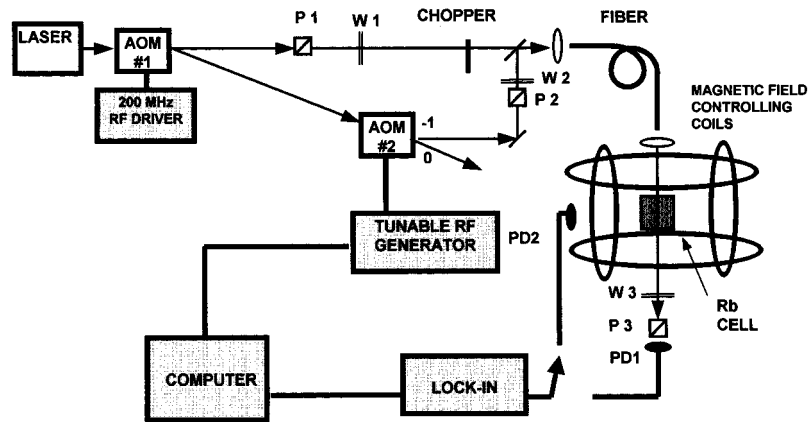 LASER
AOM
#1
200 MHz
RF DRIVER
P 1
W 1
CHOPPER
FIBER
W 2
P 2
AOM
#2
-1
0
MAGNETIC FIELD
CONTROLLING
COILS
TUNABLE RF
GENERATOR
PD2
W 3
P 3
PD1
Rb
CELL
COMPUTER
LOCK-IN